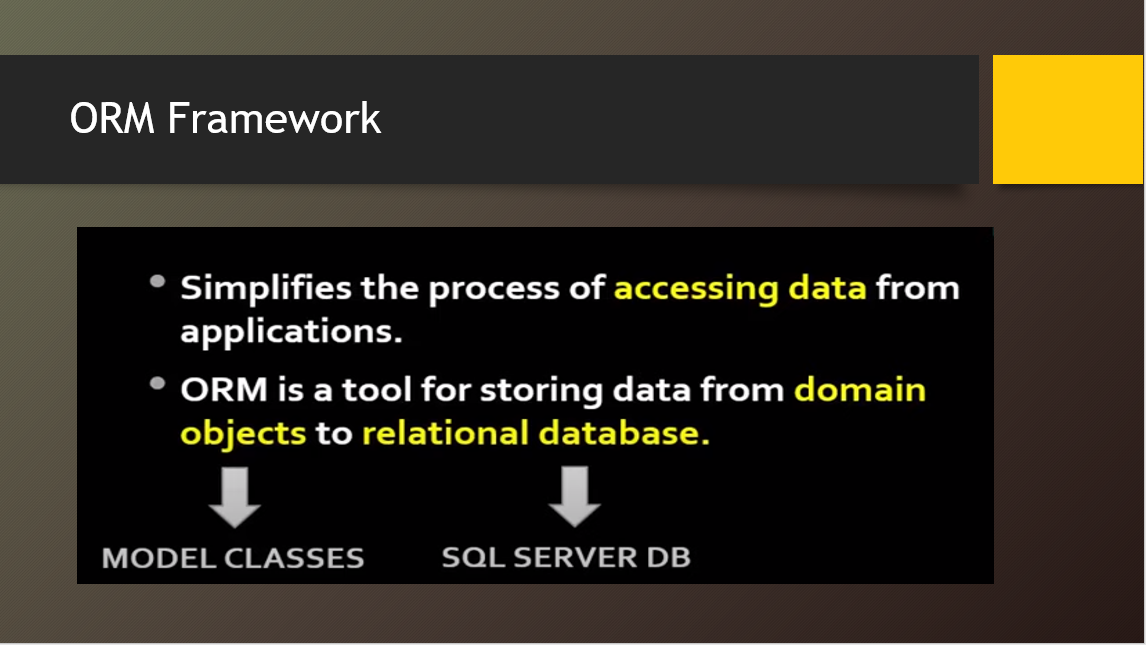 ORM Framework
• Simplifies the process of accessing data from
applications.
• ORM is a tool for storing data from domain
objects to relational database.
MODEL CLASSES SQL SERVER DB